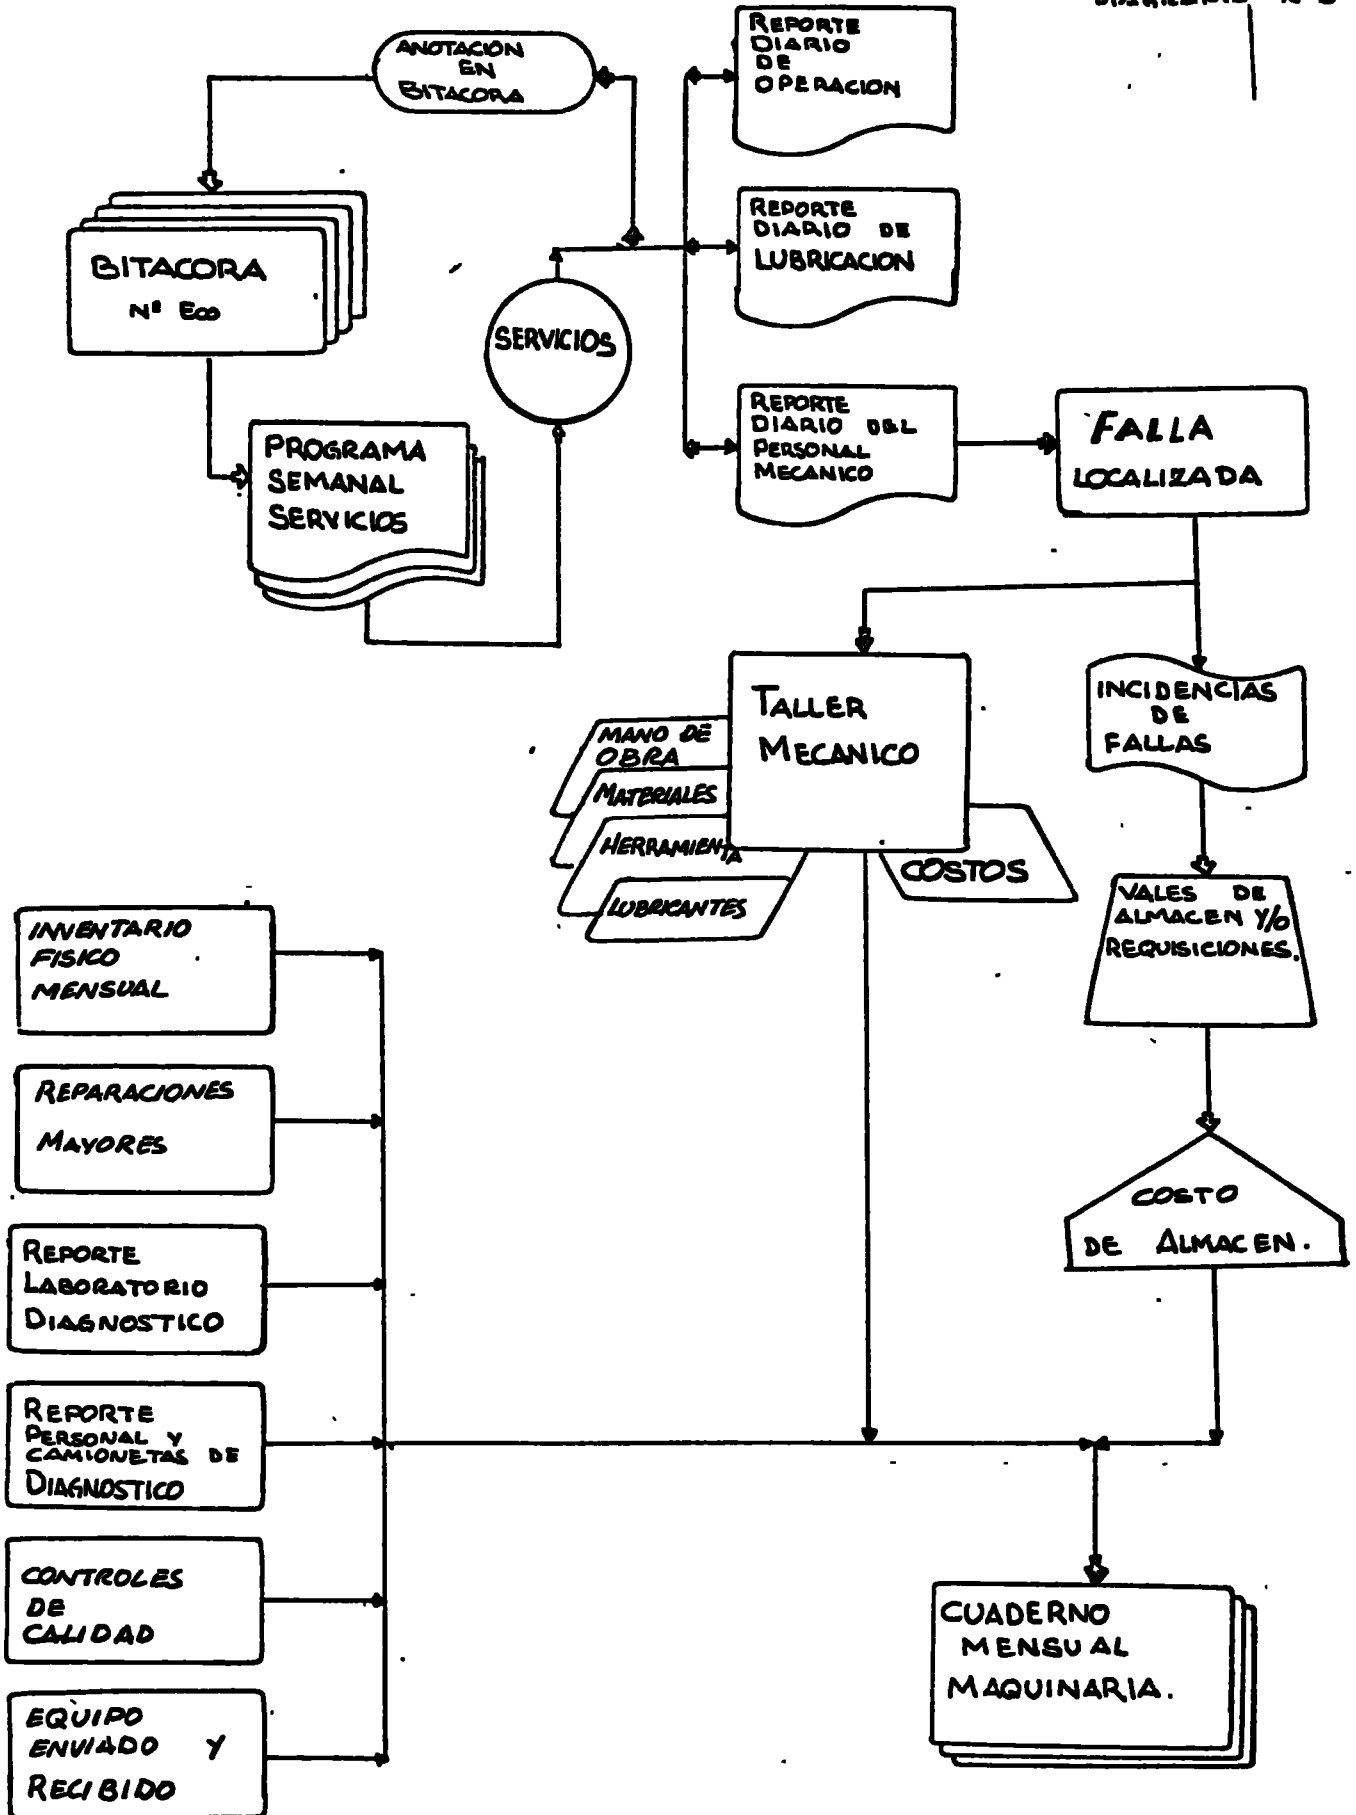 ANOTACION
EN
BITACORA
REPORTE
DIARIO
DE
OPERACION
BITACORA
Nº Eco
REPORTE
DIARIO DE
LUBRICACION
SERVICIOS
PROGRAMA
SEMANAL
SERVICIOS
REPORTE
DIARIO DEL
PERSONAL
MECANICO
FALLA
LOCALIZADA
TALLER
MECANICO
MANO DE
OBRA
MATERIALES
HERRAMIENTA
LUBRICANTES
COSTOS
INCIDENCIAS
DE
FALLAS
VALES DE
ALMACEN Y/O
REQUISICIONES.
COSTO
DE ALMACEN.
INVENTARIO
FISICO
MENSUAL
REPARACIONES
MAYORES
REPORTE
LABORATORIO
DIAGNOSTICO
REPORTE
PERSONAL Y
CAMIONETAS DE
DIAGNOSTICO
CONTROLES
DE
CALIDAD
EQUIPO
ENVIADO Y
RECIBIDO
CUADERNO
MENSUAL
MAQUINARIA.